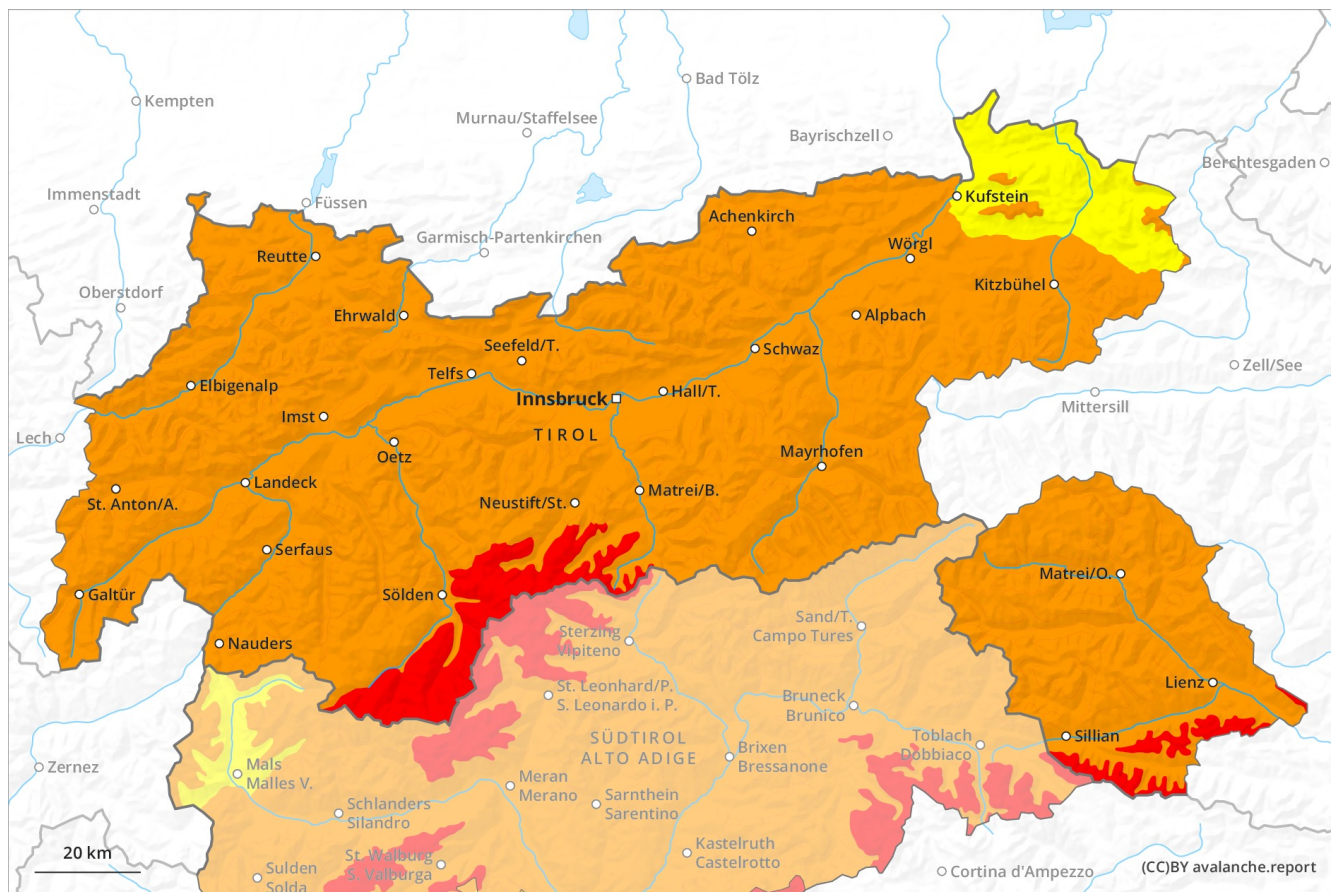 Bad Tölz
Kempten
Murnau/Staffelsee
Bayrischzell
Berchtesgaden
Immenstadt
Füssen
Kufstein
Achenkirch
Garmisch-Partenkirchen
Wörgl
Reutte
Oberstdorf
Kitzbühel
Ehrwald
Alpbach
Seefeld/T.
Schwaz
Zell/See
Telfs
Elbigenalp
Hall/T.
Innsbruck
Mittersill
Imst
TIROL
Lech
Oetz
Mayrhofen
Landeck
Matrei/B.
St. Anton/A.
Neustift/St.
Serfaus
Matrei/O.
Galtür
Sölden
Sand/T.
Campo Tures
Sterzing
Vipiteno
Nauders
Lienz
St. Leonhard/P.
S. Leonardo i. P.
Bruneck
Brunico
Sillian
Toblach
Dobbiaco
SÜDTIROL
ALTO ADIGE
Brixen
Bressanone
Zernez
Mals
Malles V.
Meran
Merano
Sarnthein
Sarentino
Schlanders
Silandro
Kastelruth
Castelrotto
20 km
St. Walburg
S. Valburga
Sulden
Solda
Cortina d'Ampezzo
(CC)BY avalanche.report